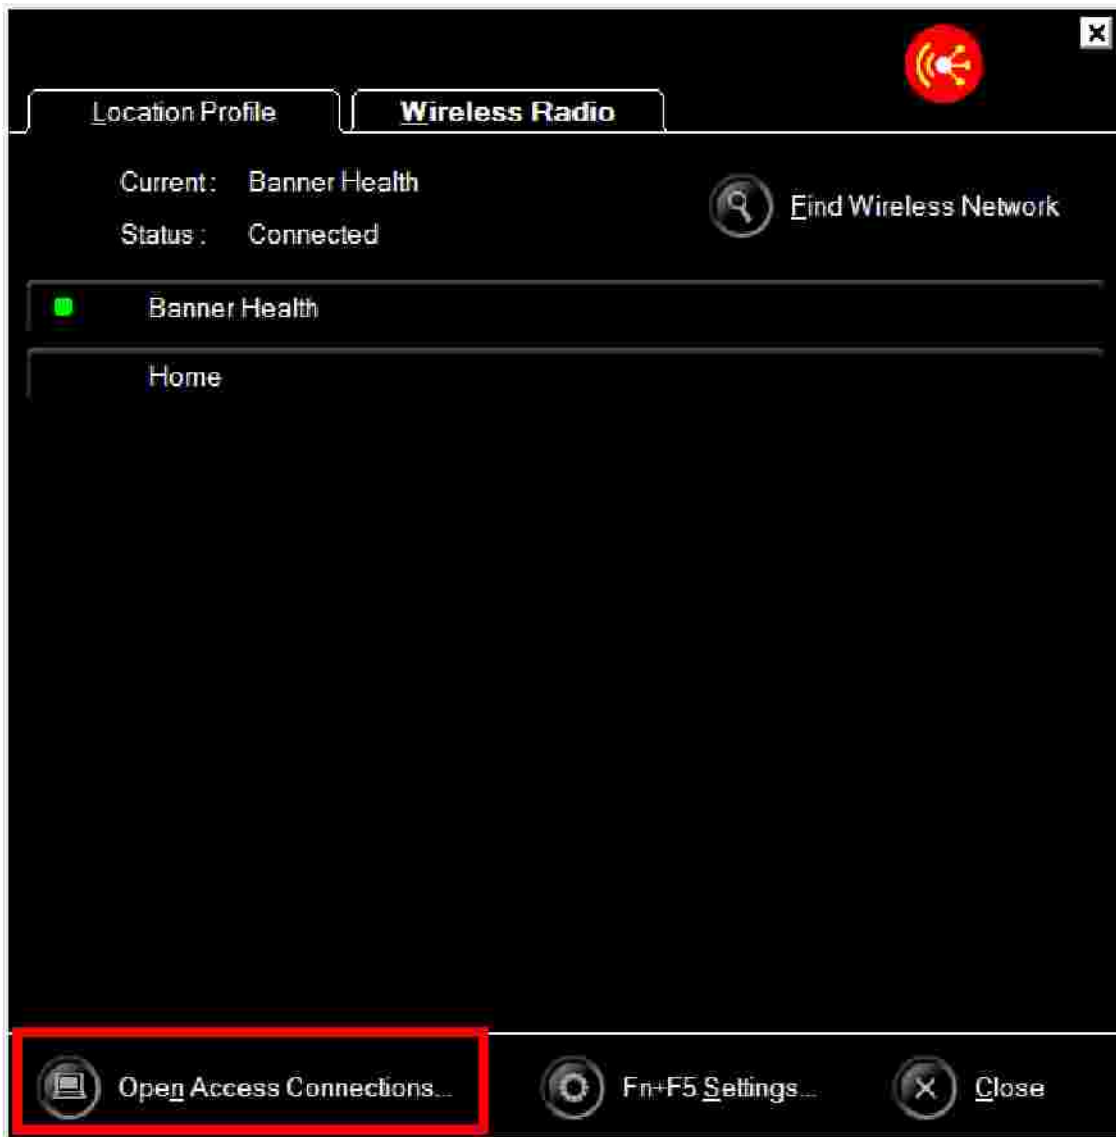 Location Profile
Wireless Radio
Current: Banner Health
Find Wireless Network
Status: Connected
Banner Health
Home
Open Access Connections...
Fn+F5 Settings...
Close